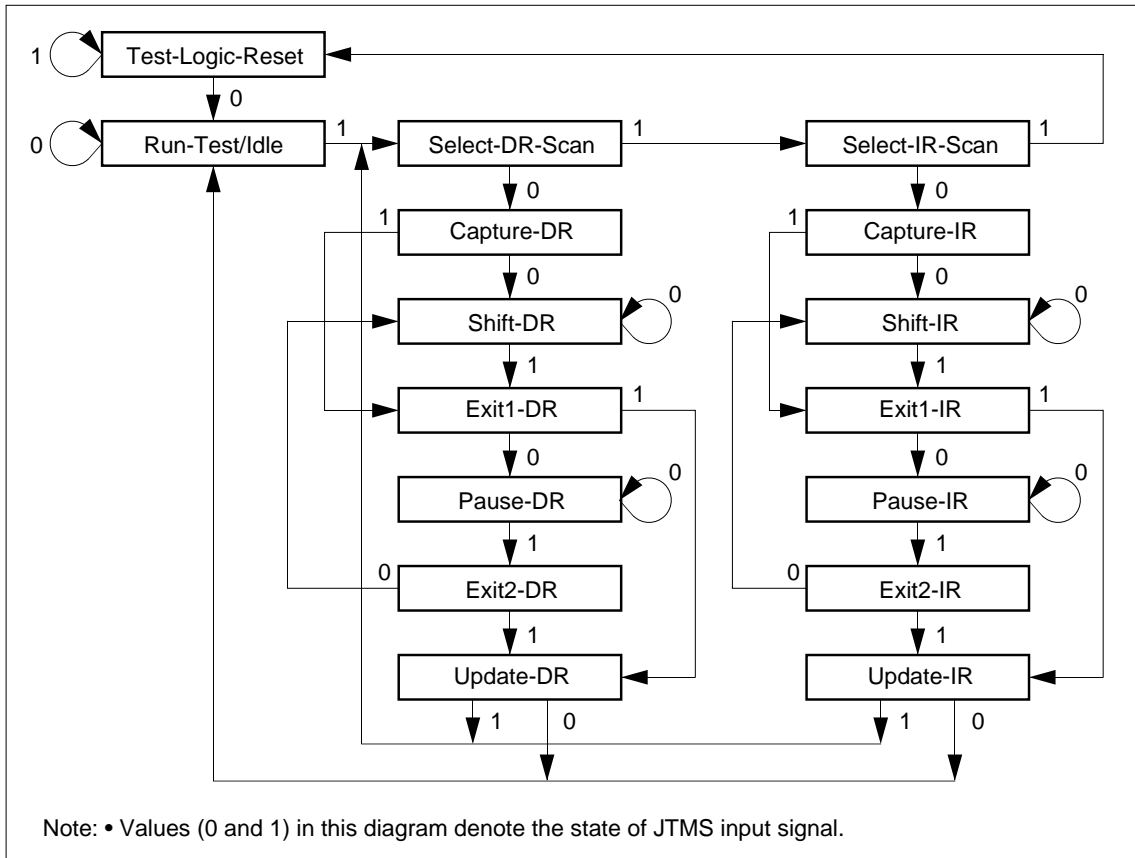 1
Test-Logic-Reset
0
0
Run-Test/Idle
1
Select-DR-Scan
1
Select-IR-Scan
1
0
0
1
Capture-DR
1
Capture-IR
0
0
Shift-DR
0
Shift-IR
0
1
1
Exit1-DR
1
Exit1-IR
1
0
0
Pause-DR
0
Pause-IR
0
1
1
0
Exit2-DR
0
Exit2-IR
1
1
Update-DR
Update-IR
1
0
1
0
Note: • Values (0 and 1) in this diagram denote the state of JTMS input signal.